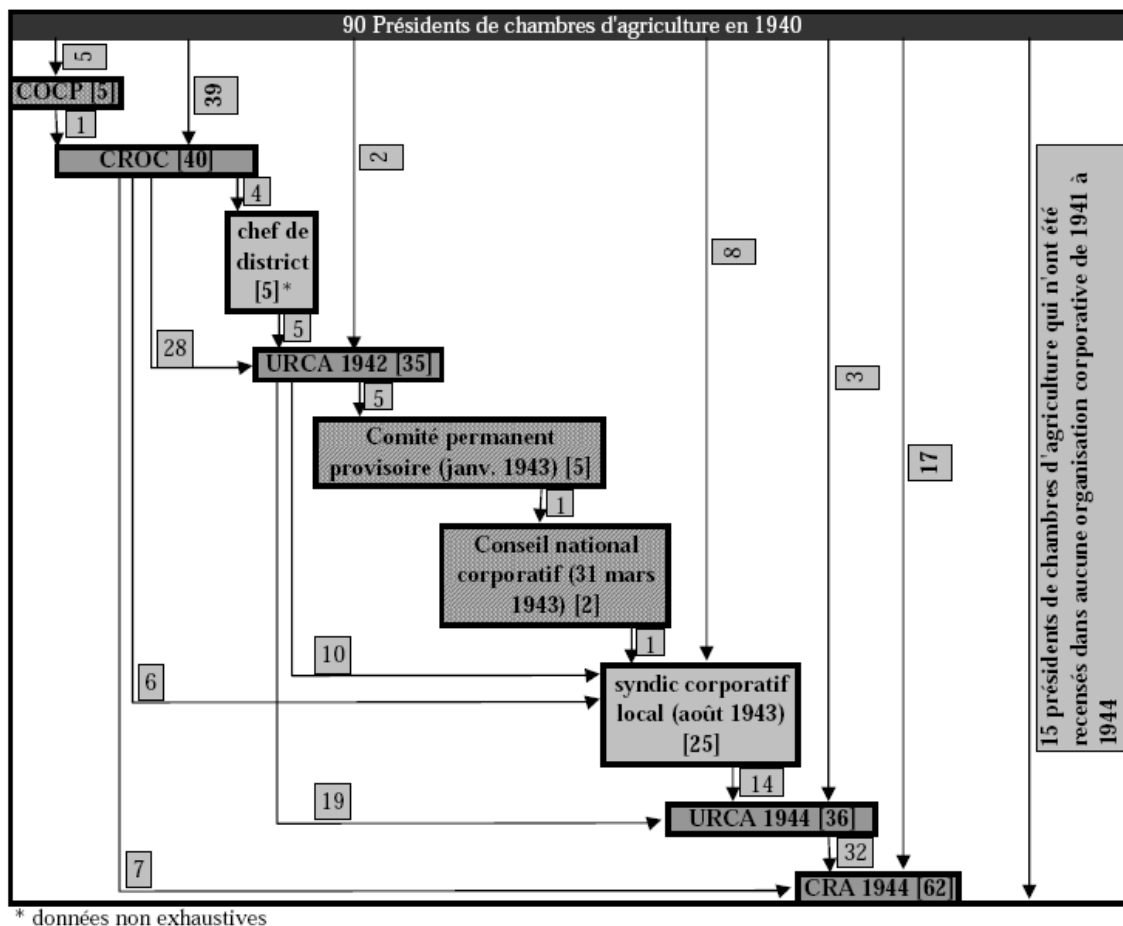 90 Présidents de chambres d'agriculture en 1940
5
COCP [5]
1
39
CROC [40]
2
4
chef de
district
[5]*
5
28
URCA 1942 [35]
5
8
3
17
Comité permanent
provisoire (janv. 1943) [5]
1
Conseil national
corporatif (31 mars
1943) [2]
1
10
6
syndic corporatif
local (août 1943)
[25]
14
19
URCA 1944 [36]
32
7
CRA 1944 [62]
15 présidents de chambres d'agriculture qui n'ont été
recensés dans aucune organisation corporative de 1941 à
1944
* données non exhaustives